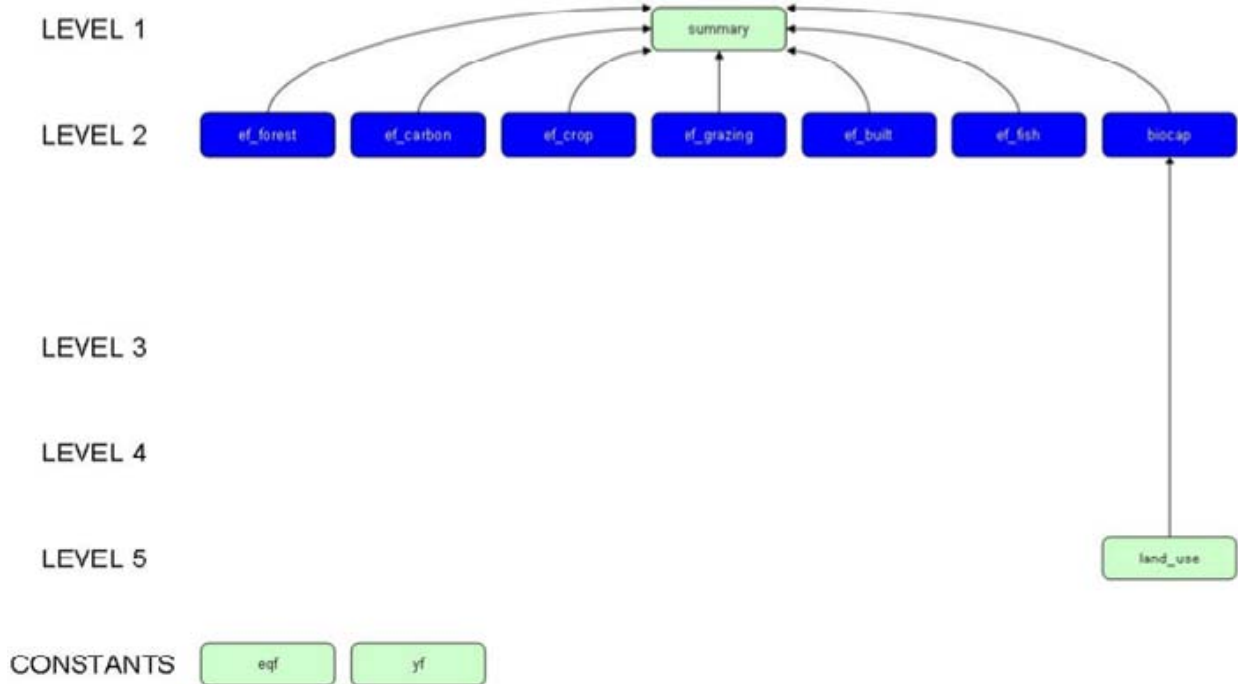 LEVEL 1
summary
LEVEL 2
ef_forest ef_carbon ef_crop ef_grazing ef_built ef_fish biocap
LEVEL 3
LEVEL 4
LEVEL 5
land_use
CONSTANTS
eqf yf